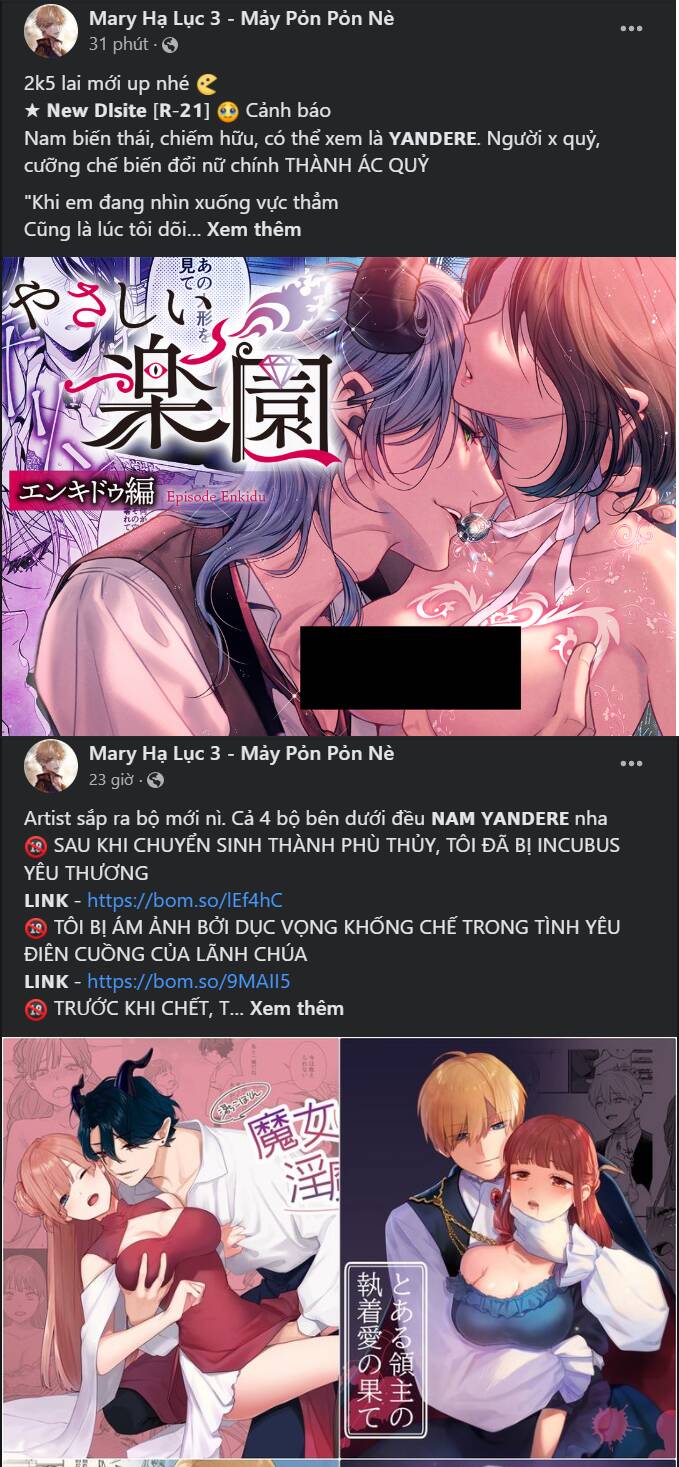 Mary Hạ Lục 3 - Mảy Pỏn Pỏn Nè
31 phút ·
2k5 lai mới up nhé
★ New Dlsite [R-21] 🥹 Cảnh báo
Nam biến thái, chiếm hữu, có thể xem là YANDERE. Người x quỷ,
cưỡng chế biến đổi nữ chính THÀNH ÁC QUỶ
"Khi em đang nhìn xuống vực thẳm
Cũng là lúc tôi dõi... Xem thêm
あの人形を
見て
やさしい
楽園
エンキドゥ編 Episode Enkidu
Mary Hạ Lục 3 - Mảy Pỏn Pỏn Nè
23 giờ ·
Artist sắp ra bộ mới nì. Cả 4 bộ bên dưới đều NAM YANDERE nha
🔞 SAU KHI CHUYỂN SINH THÀNH PHÙ THỦY, TÔI ĐÃ BỊ INCUBUS
YÊU THƯƠNG
LINK - https://bom.so/lEf4hC
🔞 TÔI BỊ ÁM ẢNH BỞI DỤC VỌNG KHỐNG CHẾ TRONG TÌNH YÊU
ĐIÊN CUỒNG CỦA LÃNH CHÚA
LINK - https://bom.so/9MAII5
🔞 TRƯỚC KHI CHẾT, T... Xem thêm
魔女
淫
とある領主の
執着愛の果て